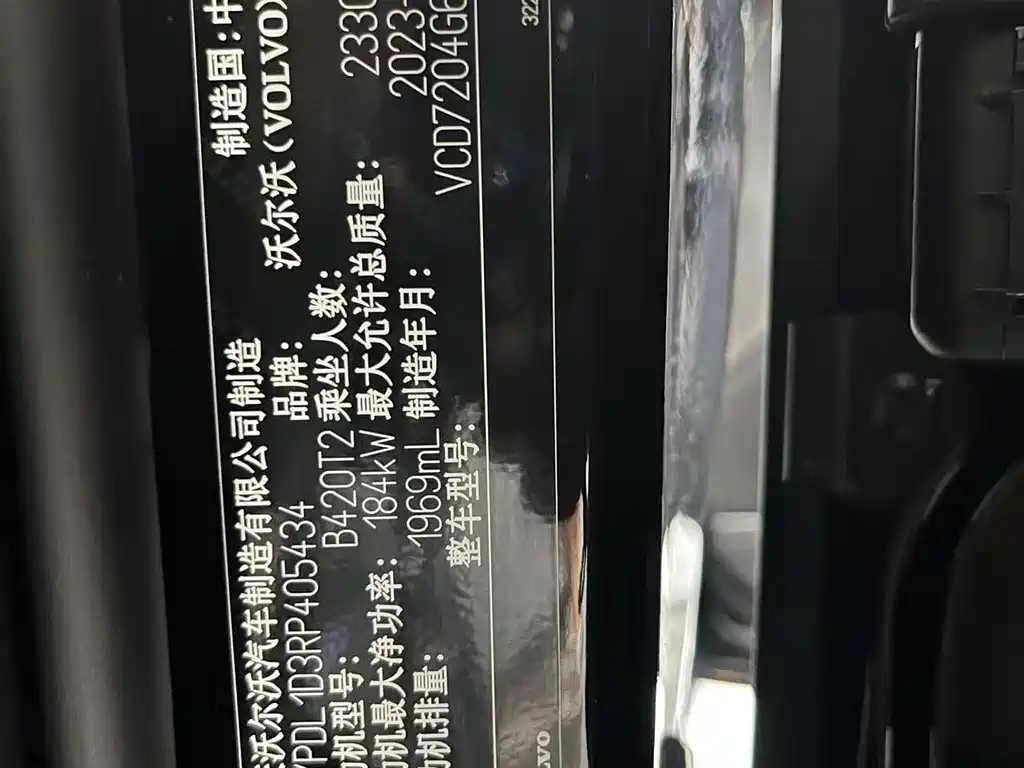 沃尔沃汽车制造有限公司制造 制造国:中
YPDL1D3RP405434 品牌: 沃尔沃(VOLVO)
机型号: B420T2 乘坐人数:
机最大净功率: 184kW 最大允许总质量: 2330
机排量: 1969mL 制造年月: 2023-
整车型号: VCD7204G6
322
LVO